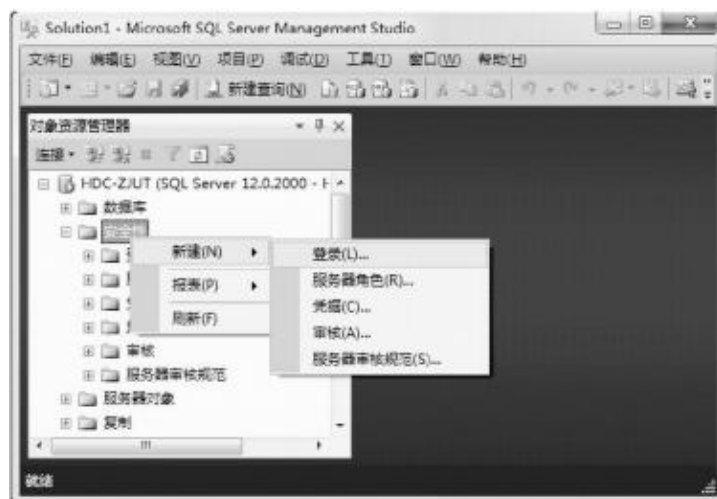 Solution1 - Microsoft SQL Server Management Studio
文件(F) 编辑(E) 视图(V) 项目(P) 调试(D) 工具(T) 窗口(W) 帮助(H)
新建查询(N)
对象资源管理器
连接
HDC-ZJUT (SQL Server 12.0.2000 - H
数据库
新建(N)
登录(L)...
报表(P)
服务器角色(R)...
凭据(C)...
刷新(F)
审核(A)...
服务器审核规范(S)...
审核
服务器审核规范
服务器对象
复制
就绪